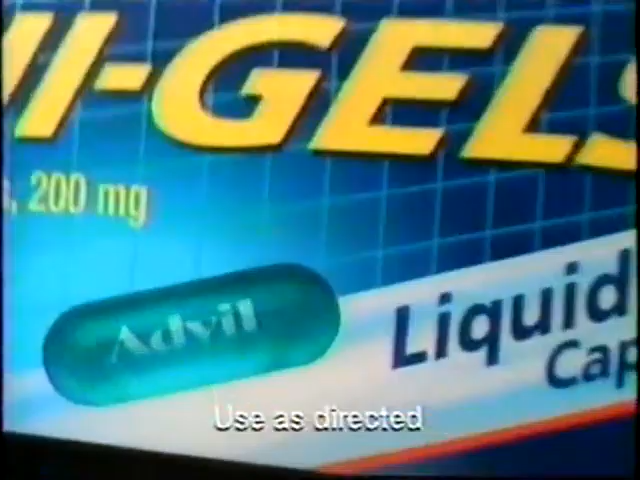 I-GELS
, 200 mg
Advil
Liquid
Cap
Use as directed